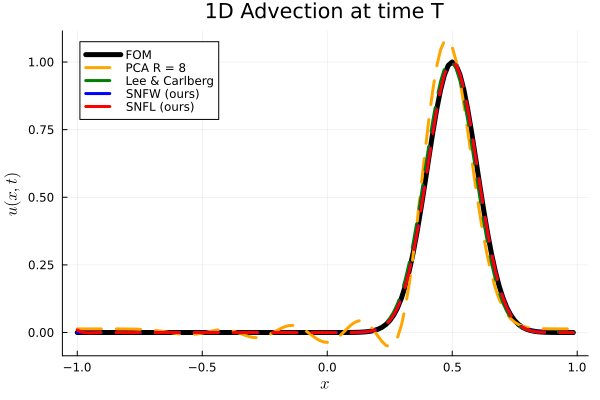 1D Advection at time T
FOM
PCA R = 8
Lee & Carlberg
SNFW (ours)
SNFL (ours)
u(x, t)
1.00
0.75
0.50
0.25
0.00
−1.0 −0.5 0.0 0.5 1.0
x